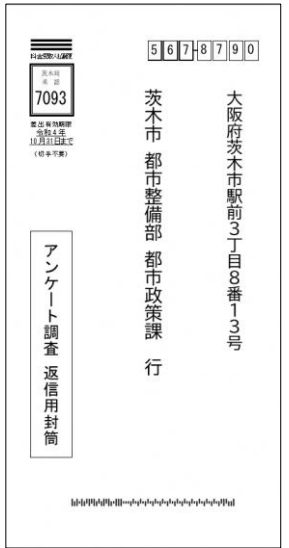 料金受取人払郵便
茨木局
承認
7093
差出有効期間
令和4年
10月31日まで
(切手不要)
567-8790
大阪府茨木市駅前3丁目8番13号
茨木市 都市整備部 都市政策課 行
アンケート調査 返信用封筒